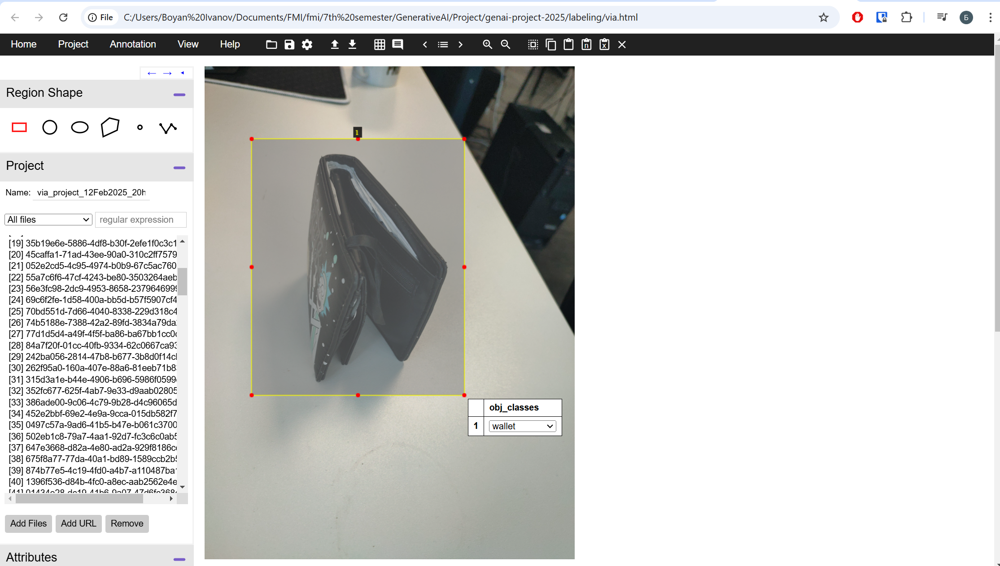 File C:/Users/Boyan%20Ivanov/Documents/FMI/fmi/7th%20semester/GenerativeAI/Project/genai-project-2025/labeling/via.html
Б
Home Project Annotation View Help
n
x
Region Shape
Project
Name: via_project_12Feb2025_20h
All files regular expression
[19] 35b19e6e-5886-4df8-b30f-2efe1f0c3c1
[20] 45caffa1-71ad-43ee-90a0-310c2ff7579
[21] 052e2cd5-4c95-4974-b0b9-67c5ac760
[22] 55a7c6f6-47cf-4243-be80-3503264aeb
[23] 56e3fc98-2dc9-4953-8658-2379646999
[24] 69c6f2fe-1d58-400a-bb5d-b57f5907cf4
[25] 70bd551d-7d66-4040-8338-229d318c4
[26] 74b5188e-7388-42a2-89fd-3834a79da
[27] 77d1d5d4-a49f-4f5f-ba86-ba67bb1cc0
[28] 84a7f20f-01cc-40fb-9334-62c0667ca93
[29] 242ba056-2814-47b8-b677-3b8d0f14c
[30] 262f95a0-160a-407e-88a6-81eeb71b8
[31] 315d3a1e-b44e-4906-b696-5986f0599
[32] 352fc677-625f-4ab7-9e33-d9aab02805
[33] 386ade00-9c06-4c79-9b28-d4c96065d
[34] 452e2bbf-69e2-4e9a-9cca-015db582f7
[35] 0497c57a-9ad6-41b5-b47e-b061c3700
[36] 502eb1c8-79a7-4aa1-92d7-fc3c6c0ab5
[37] 647e3668-d82a-4e80-ad2a-929f8186c
[38] 675f8a77-77da-40a1-bd89-1589ccb2b5
[39] 874b77e5-4c19-4fd0-a4b7-a110487ba
[40] 1396f536-d84b-4fc0-a8ec-aab2562e4e
Add Files Add URL Remove
Attributes
1
obj_classes
1 wallet